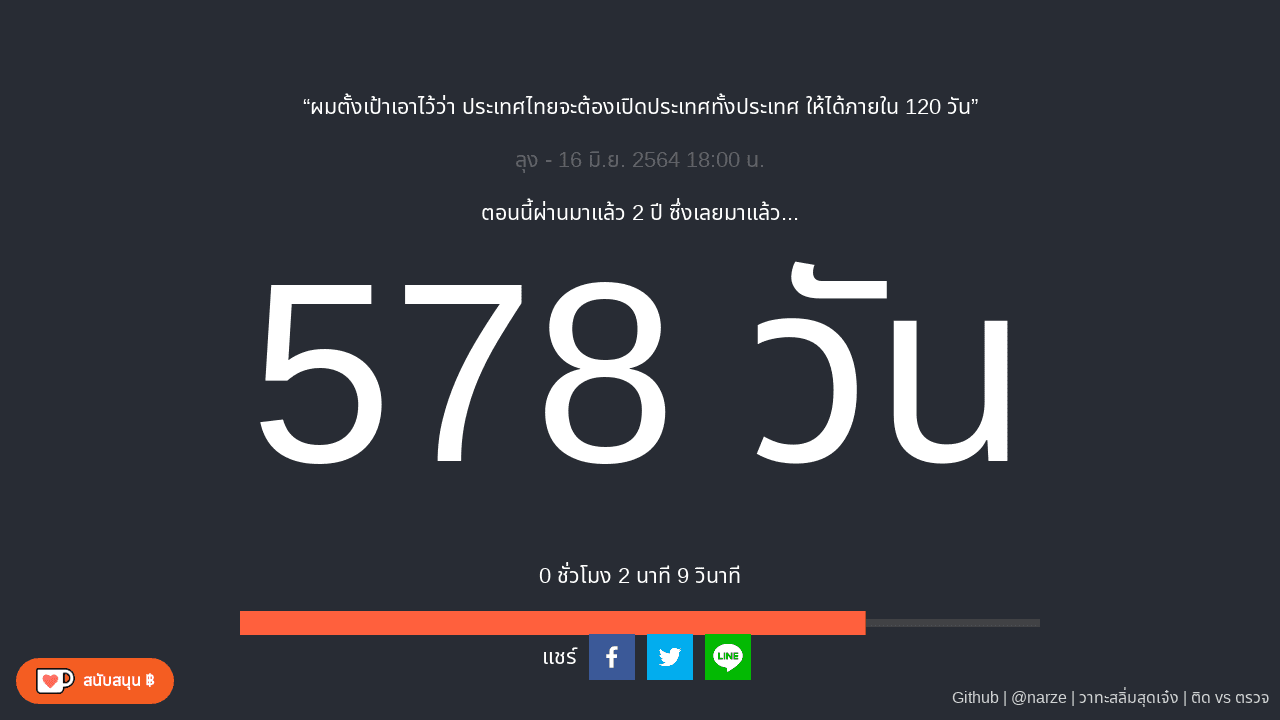 “ผมตั้งเป้าเอาไว้ว่า ประเทศไทยจะต้องเปิดประเทศทั้งประเทศ ให้ได้ภายใน 120 วัน”
ลุง - 16 มิ.ย. 2564 18:00 น.
ตอนนี้ผ่านมาแล้ว 2 ปี ซึ่งเลยมาแล้ว...
578 วัน
0 ชั่วโมง 2 นาที 9 วินาที
แชร์
LINE
สนับสนุน ฿
Github | @narze | วาทะสลิ่มสุดเจ๋ง | ติด vs ตรวจ